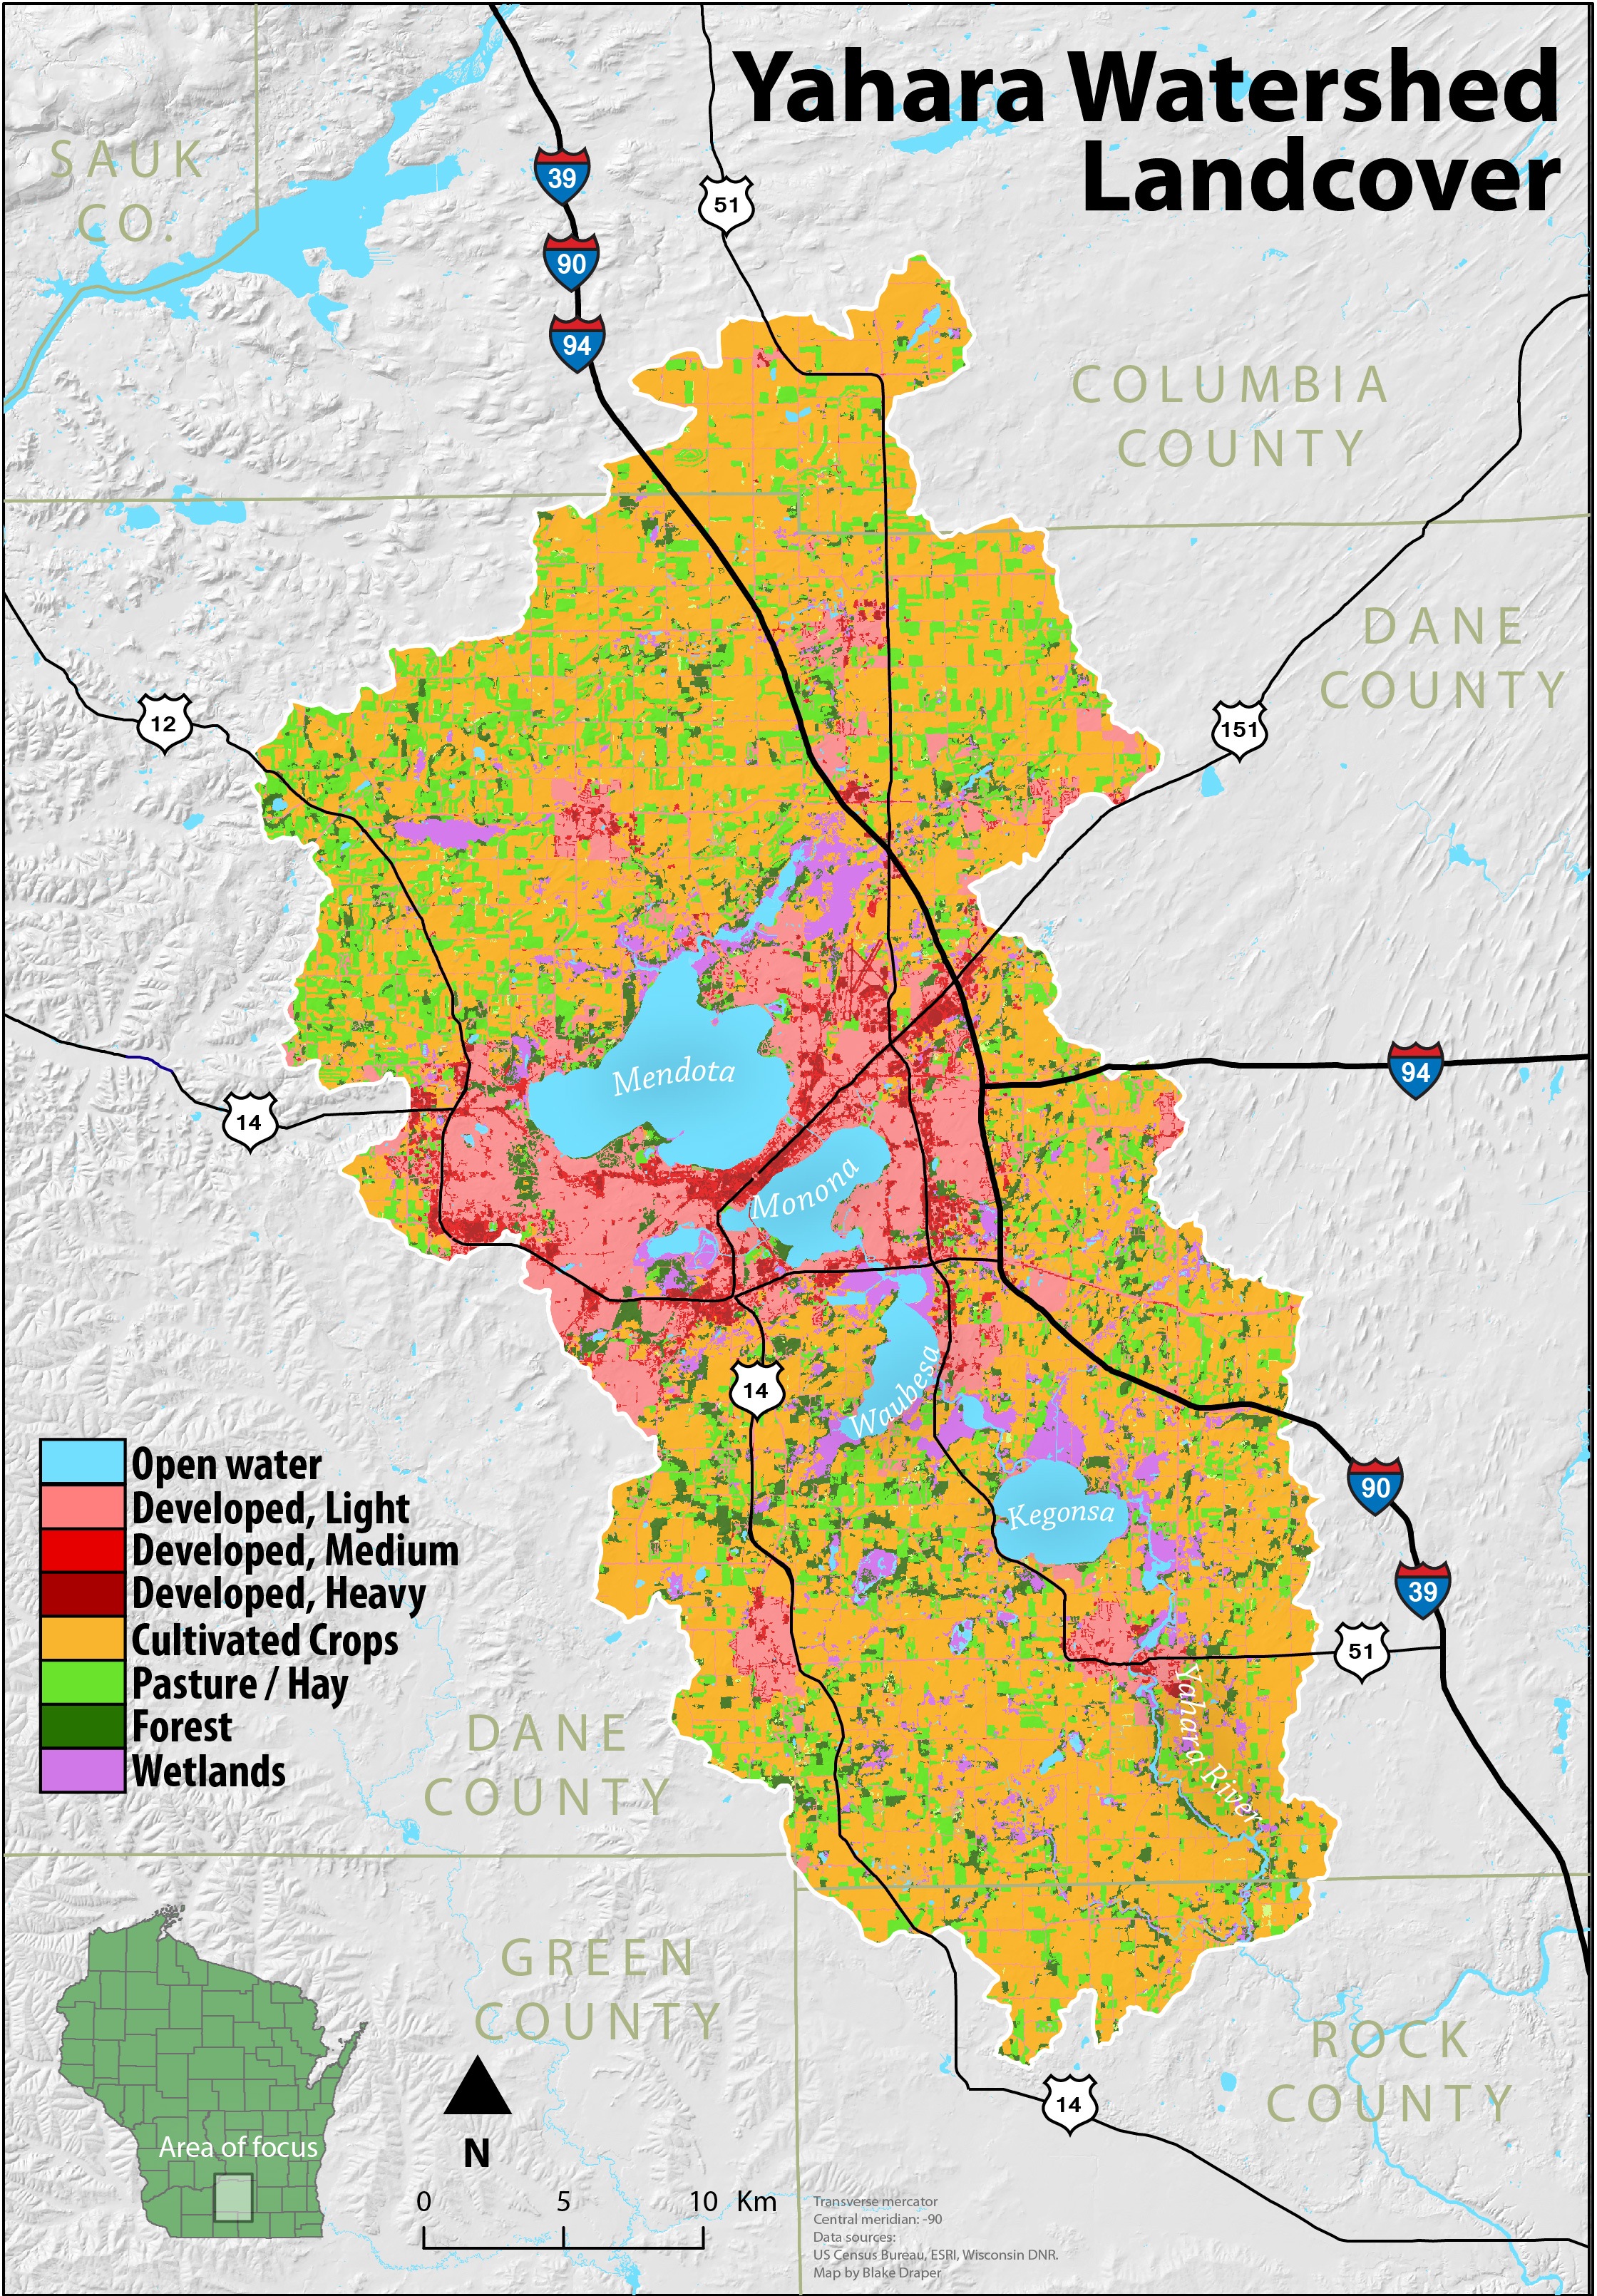 Yahara Watershed
Landcover
SAUK
CO.
39
51
90
94
COLUMBIA
COUNTY
DANE
COUNTY
12
151
Mendota
94
14
Monona
Waubesa
14
Open water
Developed, Light
Developed, Medium
Developed, Heavy
Cultivated Crops
Pasture / Hay
Forest
Wetlands
90
Kegonsa
39
51
Yahara River
DANE
COUNTY
GREEN
COUNTY
ROCK
COUNTY
14
Area of focus
N
0 5 10 Km
Transverse mercator
Central meridian: -90
Data sources:
US Census Bureau, ESRI, Wisconsin DNR.
Map by Blake Draper